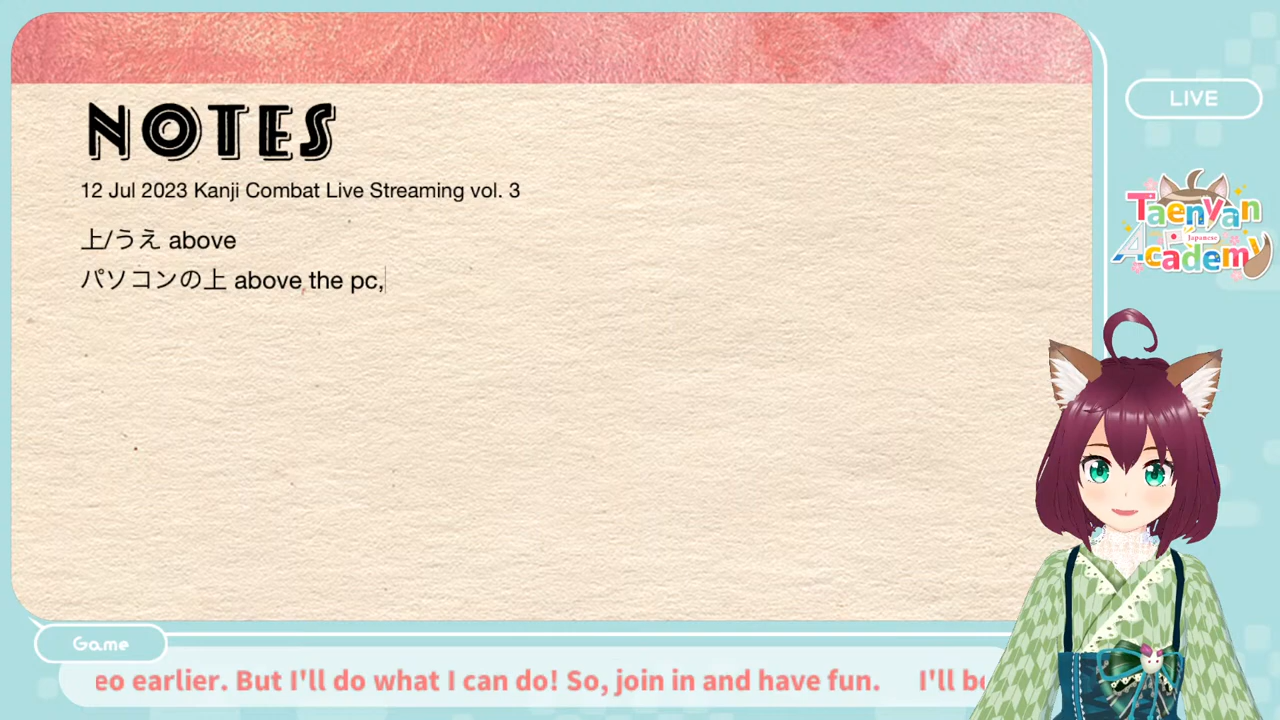 NOTES
12 Jul 2023 Kanji Combat Live Streaming vol. 3
上/うえ above
パソコンの上 above the pc,
LIVE
Taenyan
Japanese
Academy
Game
eo earlier. But I'll do what I can do! So, join in and have fun. I'll be